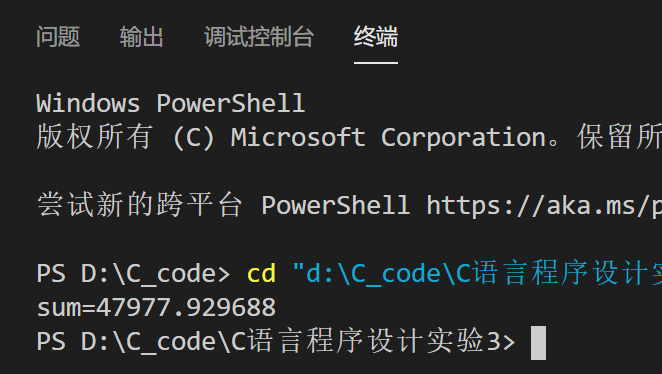 问题 输出 调试控制台 终端
Windows PowerShell
版权所有 (C) Microsoft Corporation。保留所
尝试新的跨平台 PowerShell https://aka.ms/p
PS D:\C_code> cd "d:\C_code\C语言程序设计实
sum=47977.929688
PS D:\C_code\C语言程序设计实验3>